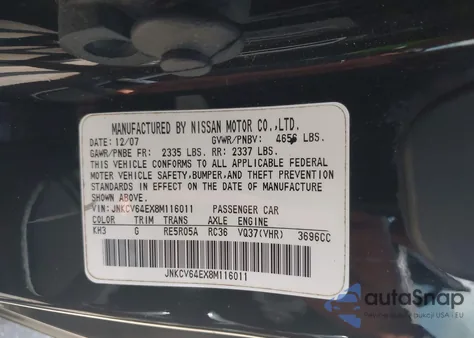 MANUFACTURED BY NISSAN MOTOR CO.,LTD.
DATE: 12/07 GVWR/PNBV: 4656 LBS.
GAWR/PNBE FR: 2335 LBS. RR: 2337 LBS.
THIS VEHICLE CONFORMS TO ALL APPLICABLE FEDERAL
MOTOR VEHICLE SAFETY,BUMPER,AND THEFT PREVENTION
STANDARDS IN EFFECT ON THE DATE OF MANUFACTURE
SHOWN ABOVE.
VIN: JNKCV64EX8M116011 PASSENGER CAR
COLOR TRIM TRANS AXLE ENGINE
KH3 G RE5R05A RC36 VQ37(VHR) 3696CC
JNKCV64EX8M116011
autoSnap
USA - EU